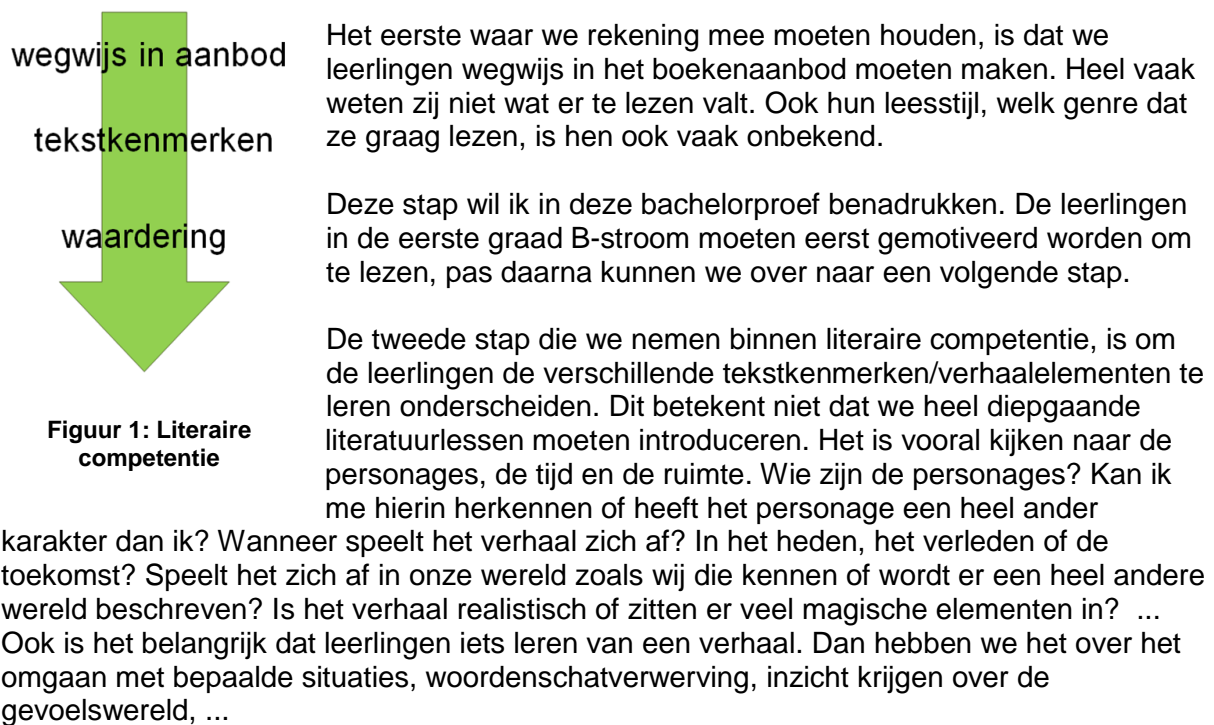 wegwijs in aanbod
tekstkenmerken
waardering
Figuur 1: Literaire
competentie
Het eerste waar we rekening mee moeten houden, is dat we
leerlingen wegwijs in het boekenaanbod moeten maken. Heel vaak
weten zij niet wat er te lezen valt. Ook hun leesstijl, welk genre dat
ze graag lezen, is hen ook vaak onbekend.
Deze stap wil ik in deze bachelorproef benadrukken. De leerlingen
in de eerste graad B-stroom moeten eerst gemotiveerd worden om
te lezen, pas daarna kunnen we over naar een volgende stap.
De tweede stap die we nemen binnen literaire competentie, is om
de leerlingen de verschillende tekstkenmerken/verhaalelementen te
leren onderscheiden. Dit betekent niet dat we heel diepgaande
literatuurlessen moeten introduceren. Het is vooral kijken naar de
personages, de tijd en de ruimte. Wie zijn de personages? Kan ik
me hierin herkennen of heeft het personage een heel ander
karakter dan ik? Wanneer speelt het verhaal zich af? In het heden, het verleden of de
toekomst? Speelt het zich af in onze wereld zoals wij die kennen of wordt er een heel andere
wereld beschreven? Is het verhaal realistisch of zitten er veel magische elementen in? ...
Ook is het belangrijk dat leerlingen iets leren van een verhaal. Dan hebben we het over het
omgaan met bepaalde situaties, woordenschatverwerving, inzicht krijgen over de
gevoelswereld, ...